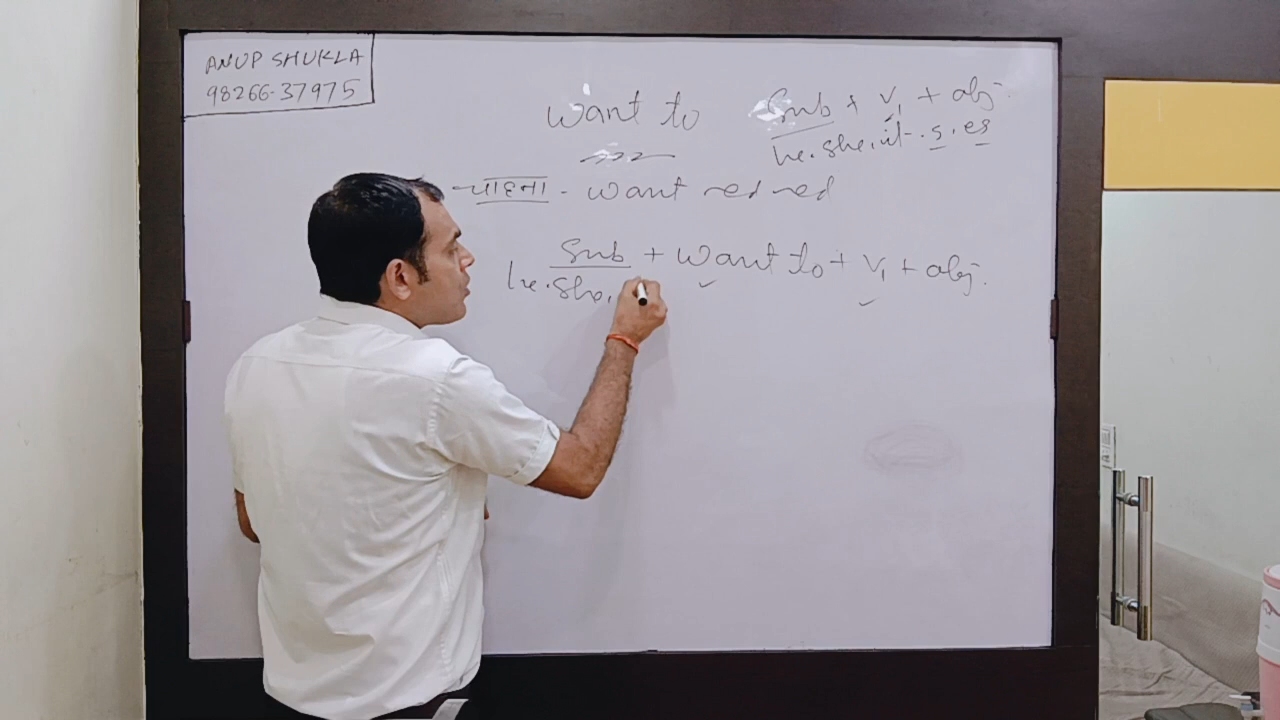 ANUP SHUKLA
98266-37975
want to
Sub + V1 + obj.
he. she. it - s. es
चाहना - want ed ed
Sub + want to + V1 + obj.
he. She.